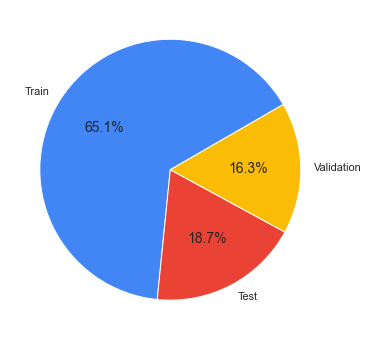 Train
65.1%
16.3%
Validation
18.7%
Test